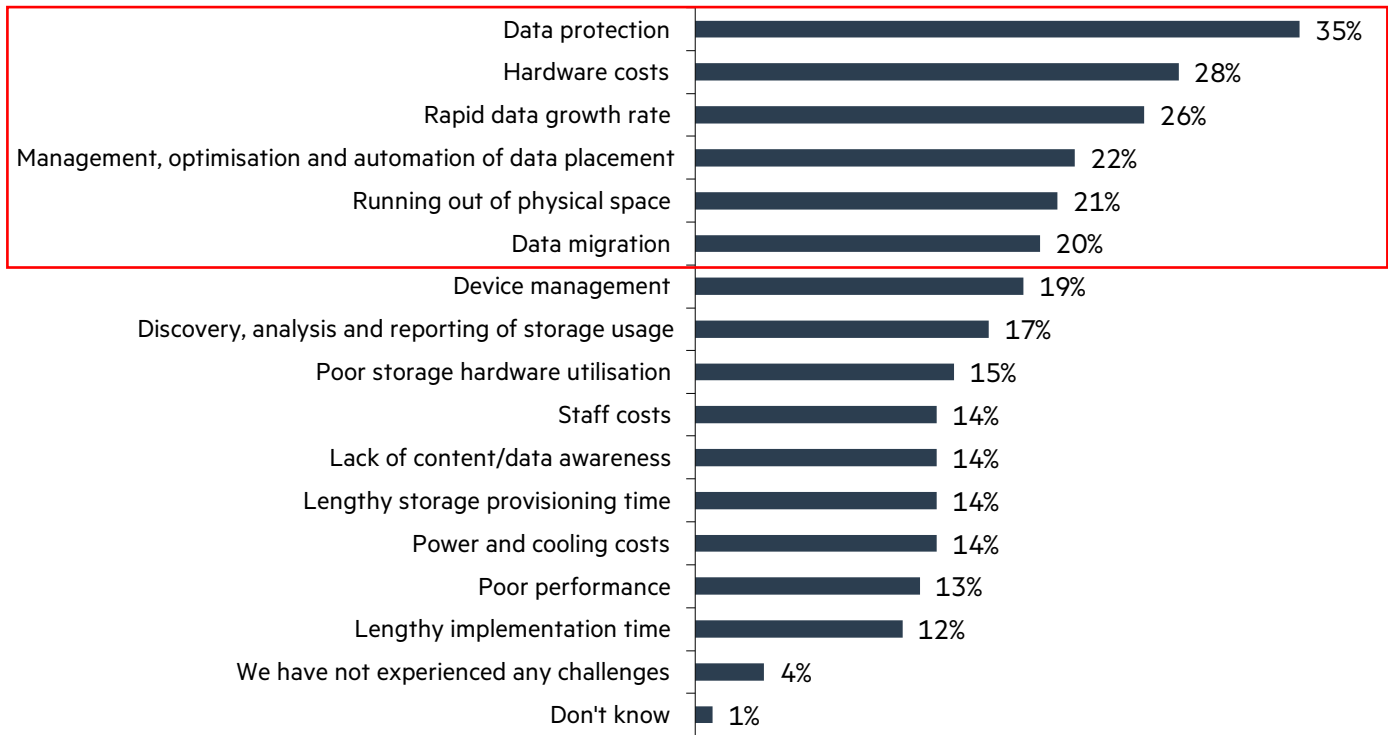 Data protection 35%
Hardware costs 28%
Rapid data growth rate 26%
Management, optimisation and automation of data placement 22%
Running out of physical space 21%
Data migration 20%
Device management 19%
Discovery, analysis and reporting of storage usage 17%
Poor storage hardware utilisation 15%
Staff costs 14%
Lack of content/data awareness 14%
Lengthy storage provisioning time 14%
Power and cooling costs 14%
Poor performance 13%
Lengthy implementation time 12%
We have not experienced any challenges 4%
Don't know 1%